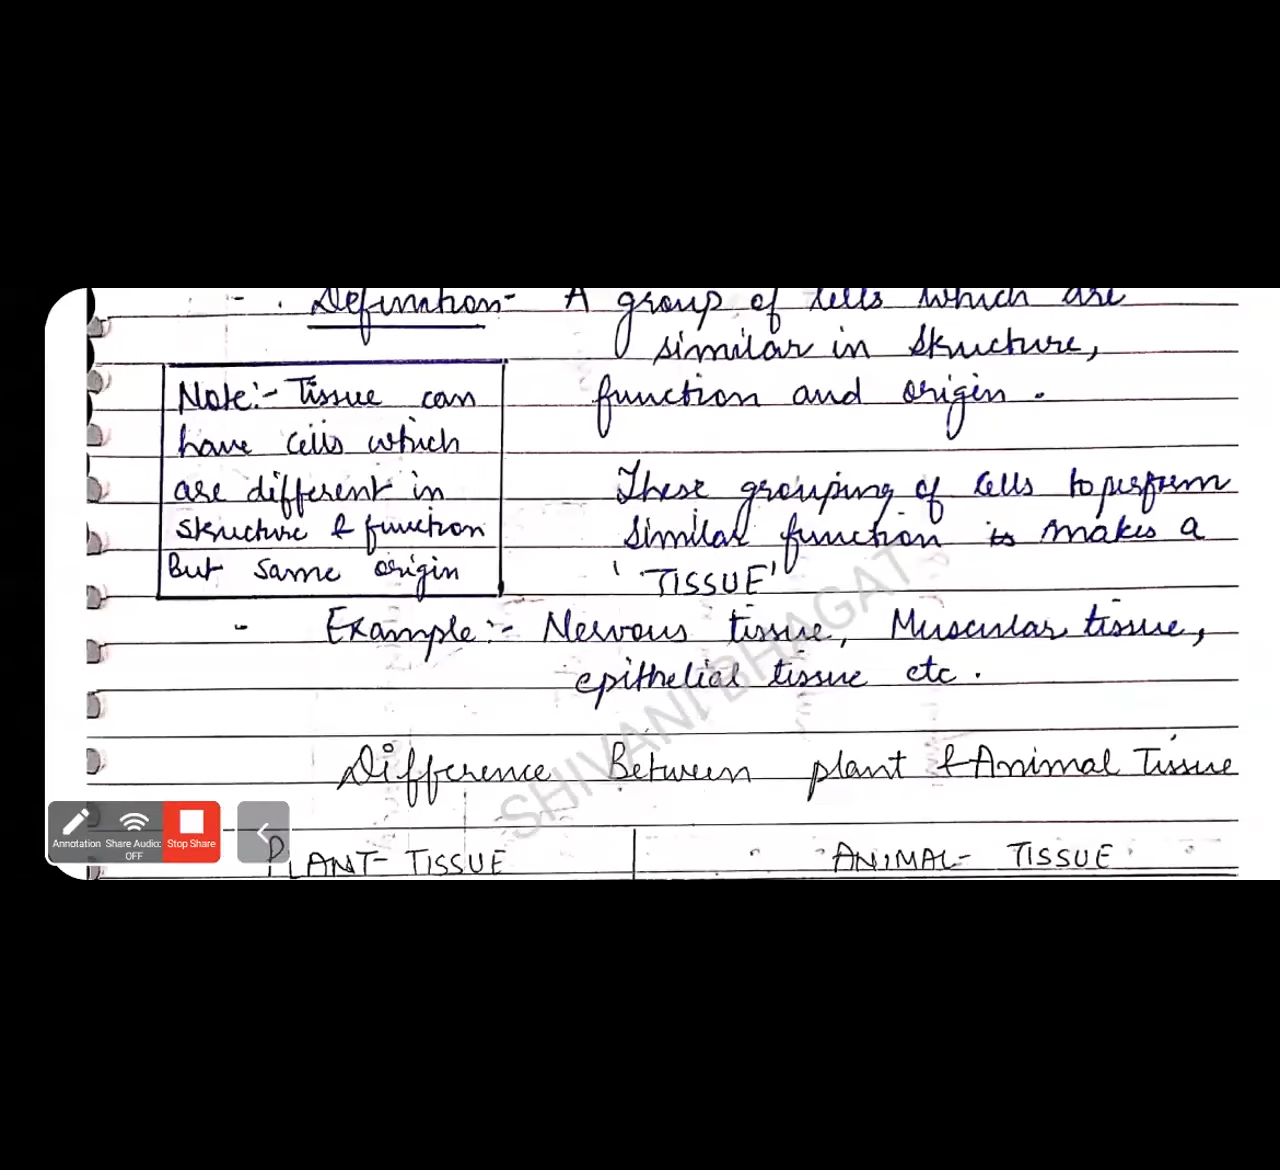 - . Definition- A group of cells which are
similar in structure,
function and origin .
Note:- Tissue can
have cells which
are different in
structure & function
But same origin
These grouping of cells to perform
similar function is makes a
' TISSUE'
- Example:- Nervous tissue, Muscular tissue,
epithelial tissue etc .
Difference Between plant & Animal Tissue
PLANT- TISSUE
ANIMAL- TISSUE
SHIVANI BHAGAT
Annotation
Share Audio: OFF
Stop Share